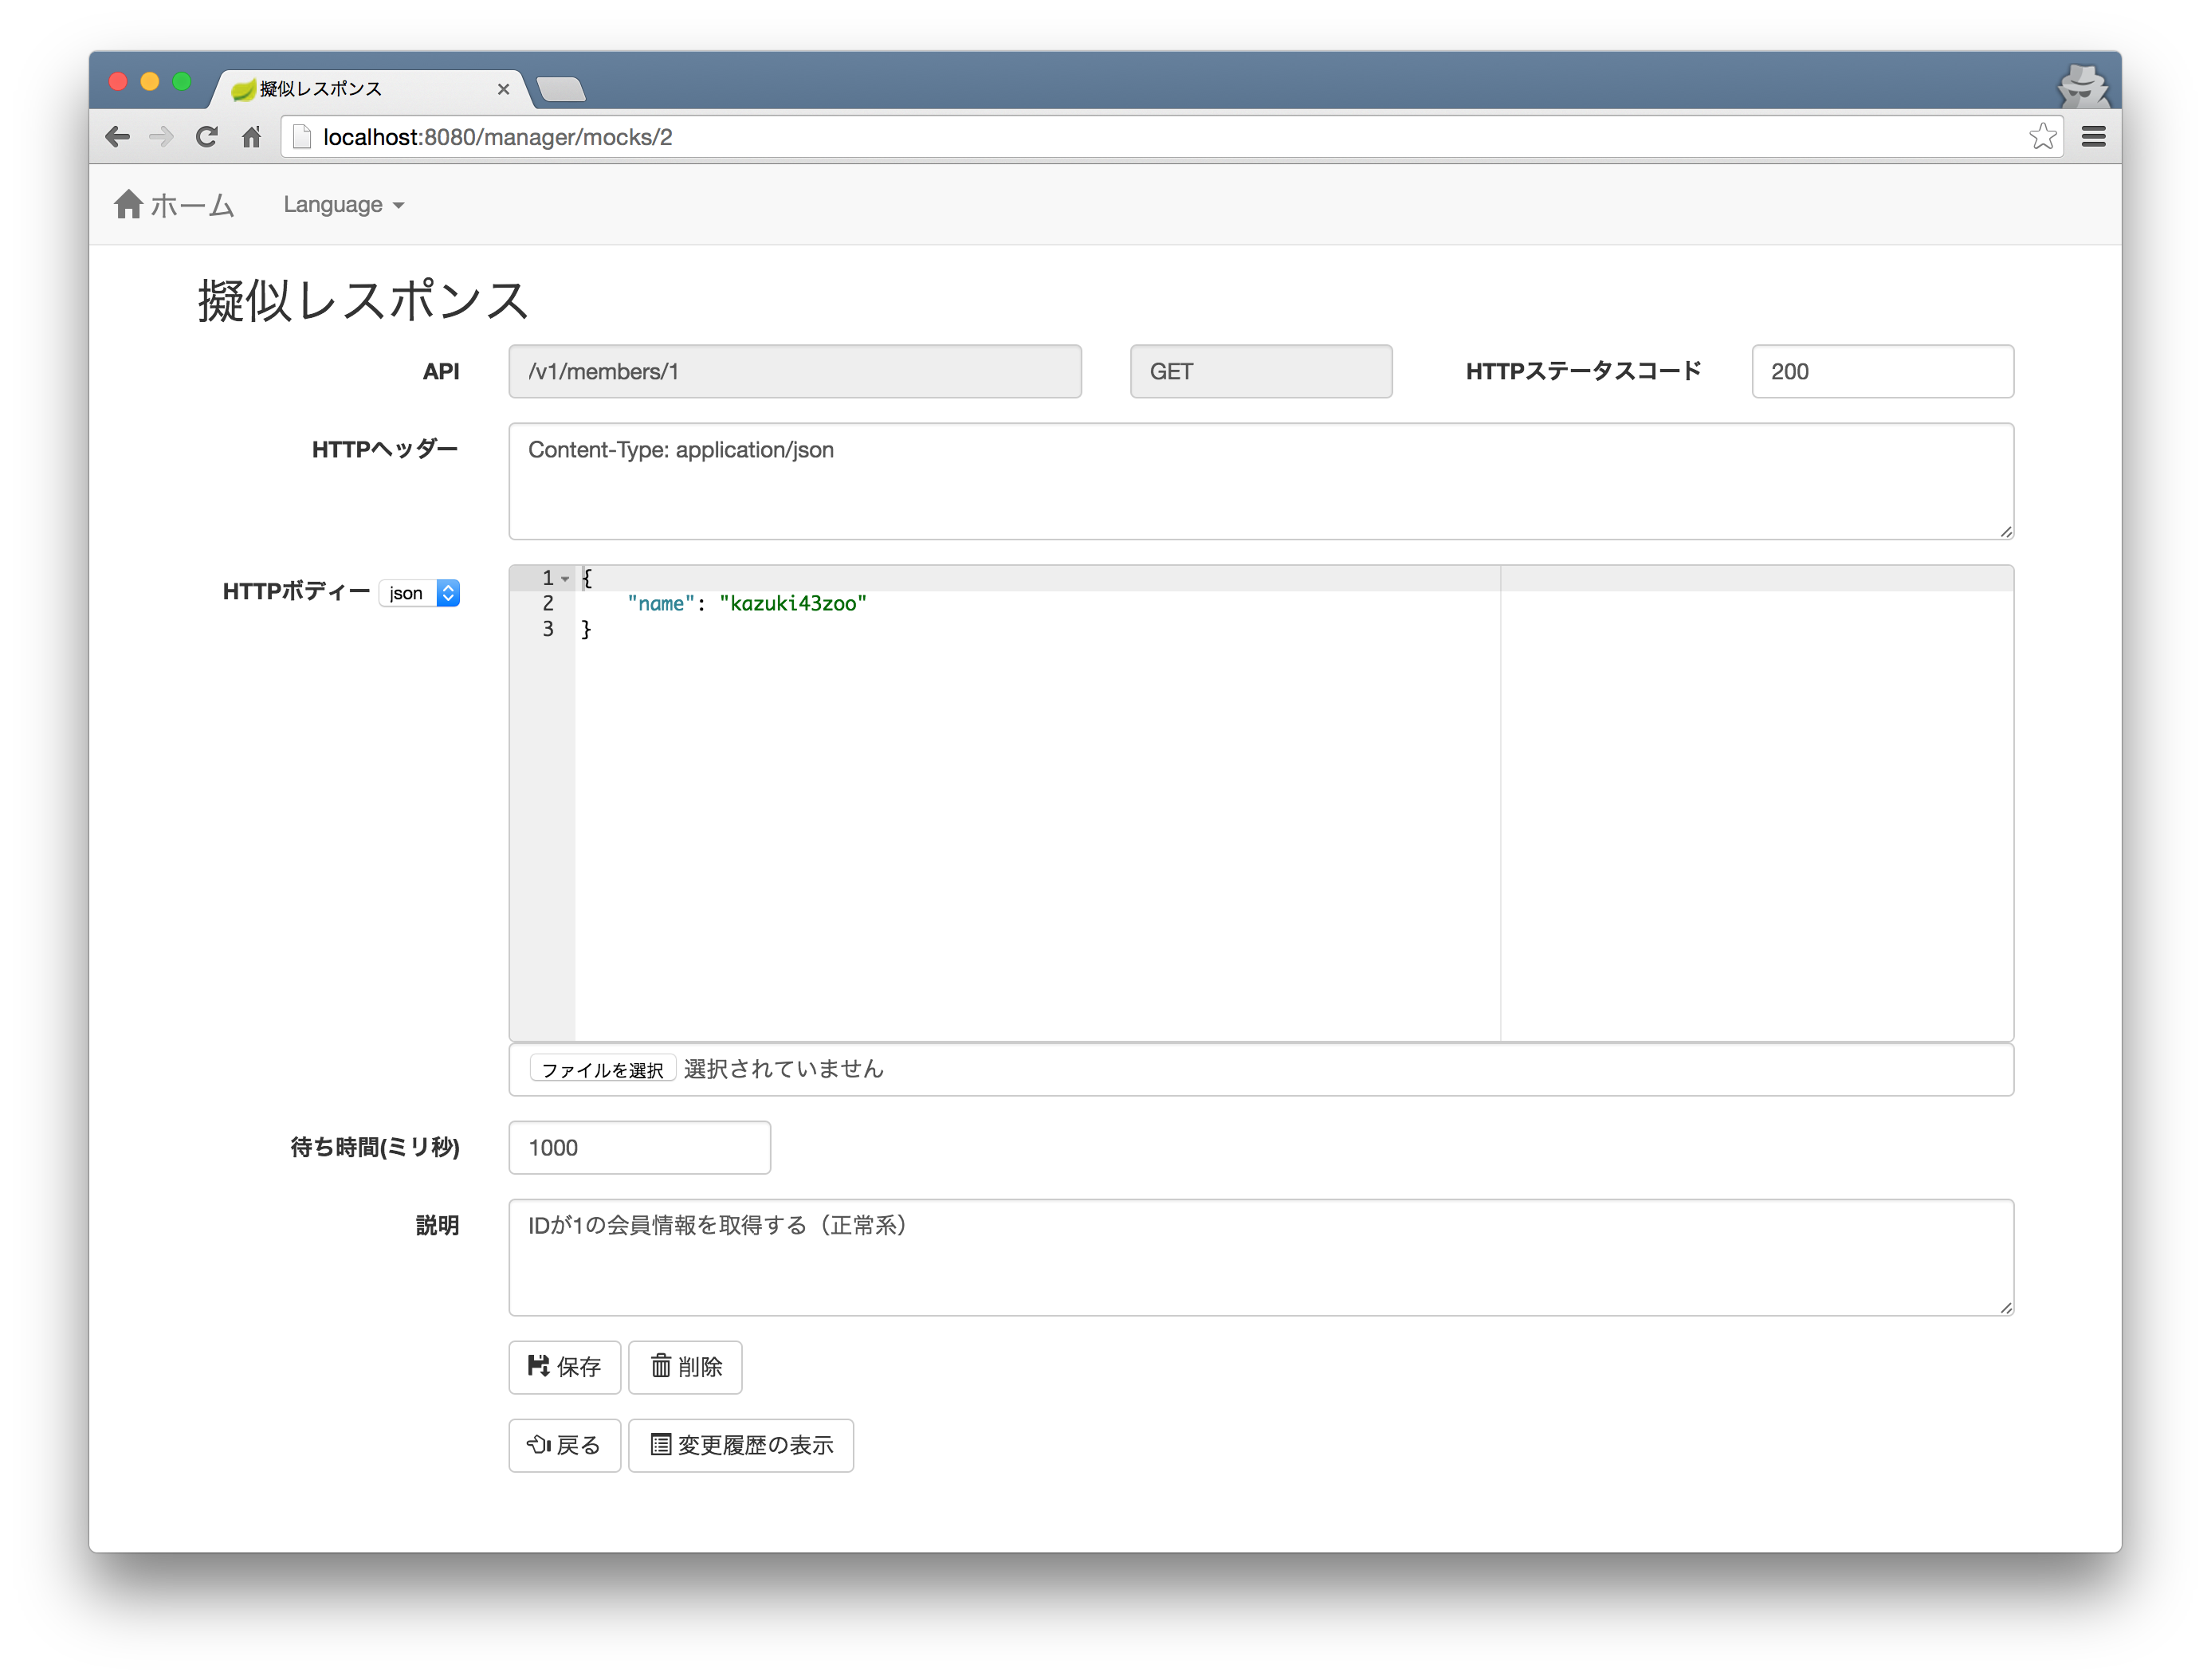 擬似レスポンス
localhost:8080/manager/mocks/2
ホーム Language
擬似レスポンス
API /v1/members/1 GET HTTPステータスコード 200
HTTPヘッダー Content-Type: application/json
HTTPボディー json
1 {
2 "name": "kazuki43zoo"
3 }
ファイルを選択 選択されていません
待ち時間(ミリ秒) 1000
説明 IDが1の会員情報を取得する（正常系）
保存 削除
戻る 変更履歴の表示